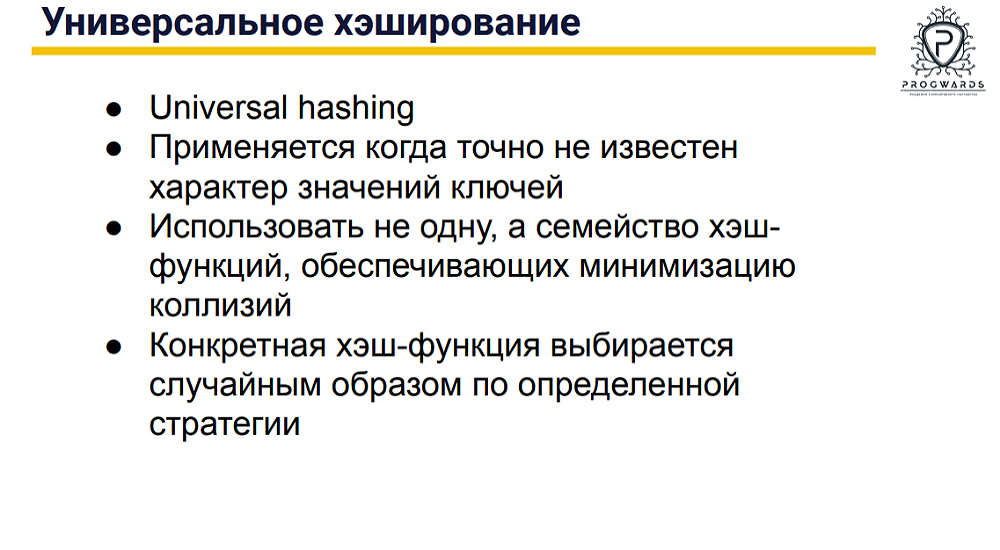 Универсальное хэширование
P
PROGWARDS
● Universal hashing
● Применяется когда точно не известен
характер значений ключей
● Использовать не одну, а семейство хэш-
функций, обеспечивающих минимизацию
коллизий
● Конкретная хэш-функция выбирается
случайным образом по определенной
стратегии